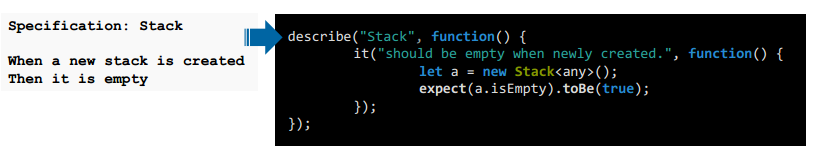 Specification: Stack
When a new stack is created
Then it is empty
describe("Stack", function() {
it("should be empty when newly created.", function() {
let a = new Stack<any>();
expect(a.isEmpty).toBe(true);
});
});